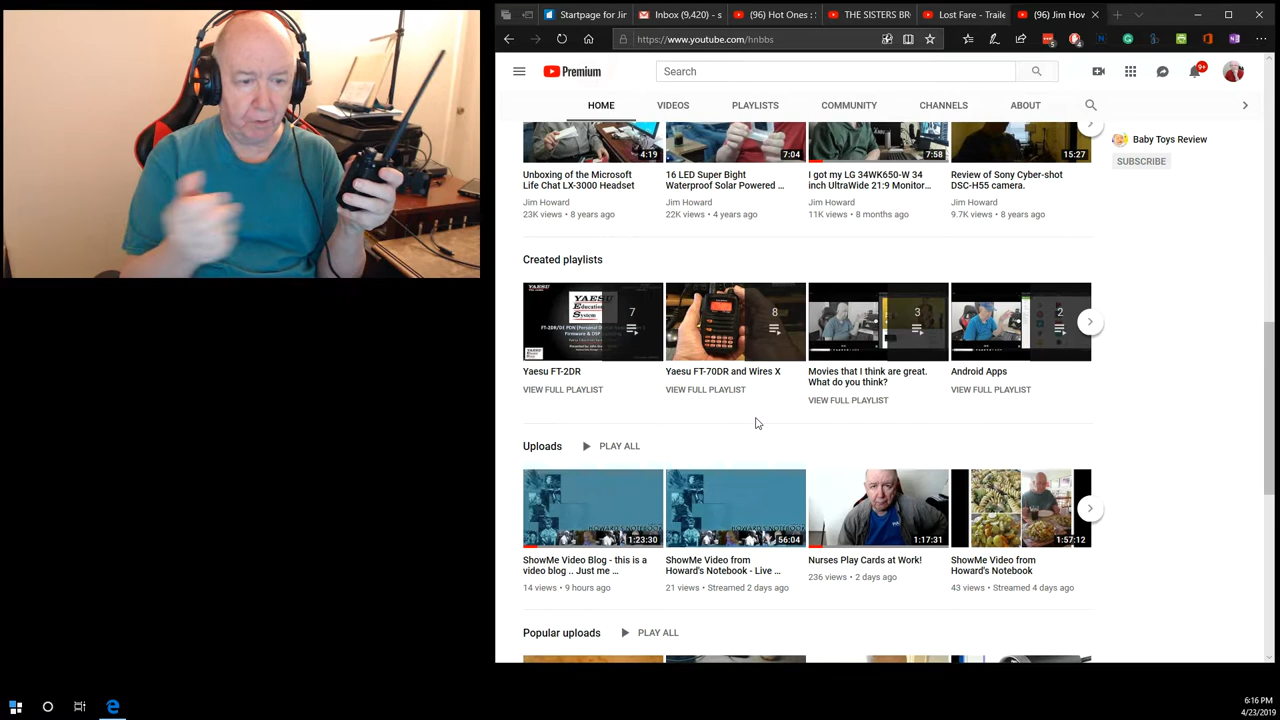 Startpage for Jir
Inbox (9,420) - s
(96) Hot Ones : S
THE SISTERS BR
Lost Fare - Traile
(96) Jim Hov
https://www.youtube.com/hnbbs
Premium
Search
9+
HOME VIDEOS PLAYLISTS COMMUNITY CHANNELS ABOUT
Baby Toys Review
SUBSCRIBE
4:19
7:04
7:58
15:27
Unboxing of the Microsoft
Life Chat LX-3000 Headset
Jim Howard
23K views • 8 years ago
16 LED Super Bight
Waterproof Solar Powered ...
Jim Howard
22K views • 4 years ago
I got my LG 34WK650-W 34
inch UltraWide 21:9 Monitor...
Jim Howard
11K views • 8 months ago
Review of Sony Cyber-shot
DSC-H55 camera.
Jim Howard
9.7K views • 8 years ago
Created playlists
YAESU
Education
System
7
8
3
2
Yaesu FT-2DR
VIEW FULL PLAYLIST
Yaesu FT-70DR and Wires X
VIEW FULL PLAYLIST
Movies that I think are great.
What do you think?
VIEW FULL PLAYLIST
Android Apps
VIEW FULL PLAYLIST
Uploads PLAY ALL
HOWARD'S NOTEBOOK
1:23:30
HOWARD'S NOTEBOOK
56:04
1:17:31
1:57:12
ShowMe Video Blog - this is a
video blog .. Just me ...
14 views • 9 hours ago
ShowMe Video from
Howard's Notebook - Live ...
21 views • Streamed 2 days ago
Nurses Play Cards at Work!
236 views • 2 days ago
ShowMe Video from
Howard's Notebook
43 views • Streamed 4 days ago
Popular uploads PLAY ALL
6:16 PM
4/23/2019